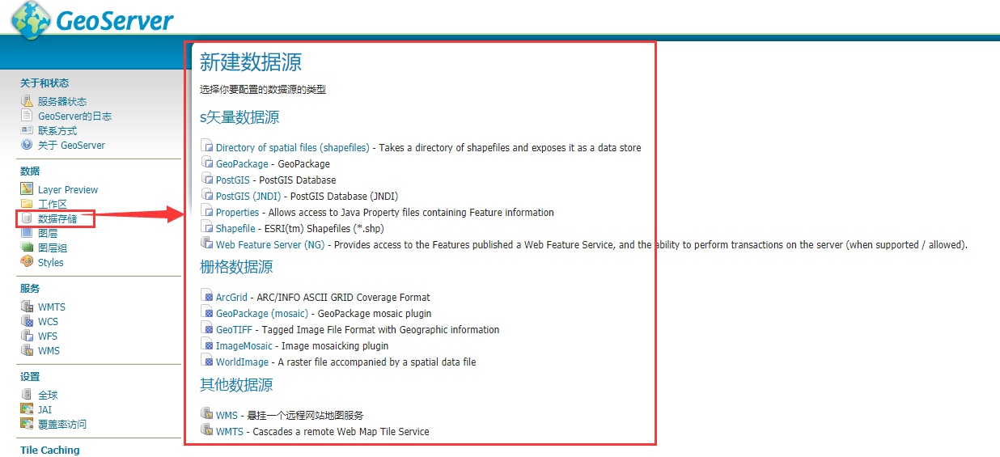 GeoServer
关于和状态
服务器状态
GeoServer的日志
联系方式
关于 GeoServer
数据
Layer Preview
工作区
数据存储
图层
图层组
Styles
服务
WMTS
WCS
WFS
WMS
设置
全球
JAI
覆盖率访问
Tile Caching
新建数据源
选择你要配置的数据源的类型
s矢量数据源
Directory of spatial files (shapefiles) - Takes a directory of shapefiles and exposes it as a data store
GeoPackage - GeoPackage
PostGIS - PostGIS Database
PostGIS (JNDI) - PostGIS Database (JNDI)
Properties - Allows access to Java Property files containing Feature information
Shapefile - ESRI(tm) Shapefiles (*.shp)
Web Feature Server (NG) - Provides access to the Features published a Web Feature Service, and the ability to perform transactions on the server (when supported / allowed).
栅格数据源
ArcGrid - ARC/INFO ASCII GRID Coverage Format
GeoPackage (mosaic) - GeoPackage mosaic plugin
GeoTIFF - Tagged Image File Format with Geographic information
ImageMosaic - Image mosaicking plugin
WorldImage - A raster file accompanied by a spatial data file
其他数据源
WMS - 悬挂一个远程网站地图服务
WMTS - Cascades a remote Web Map Tile Service